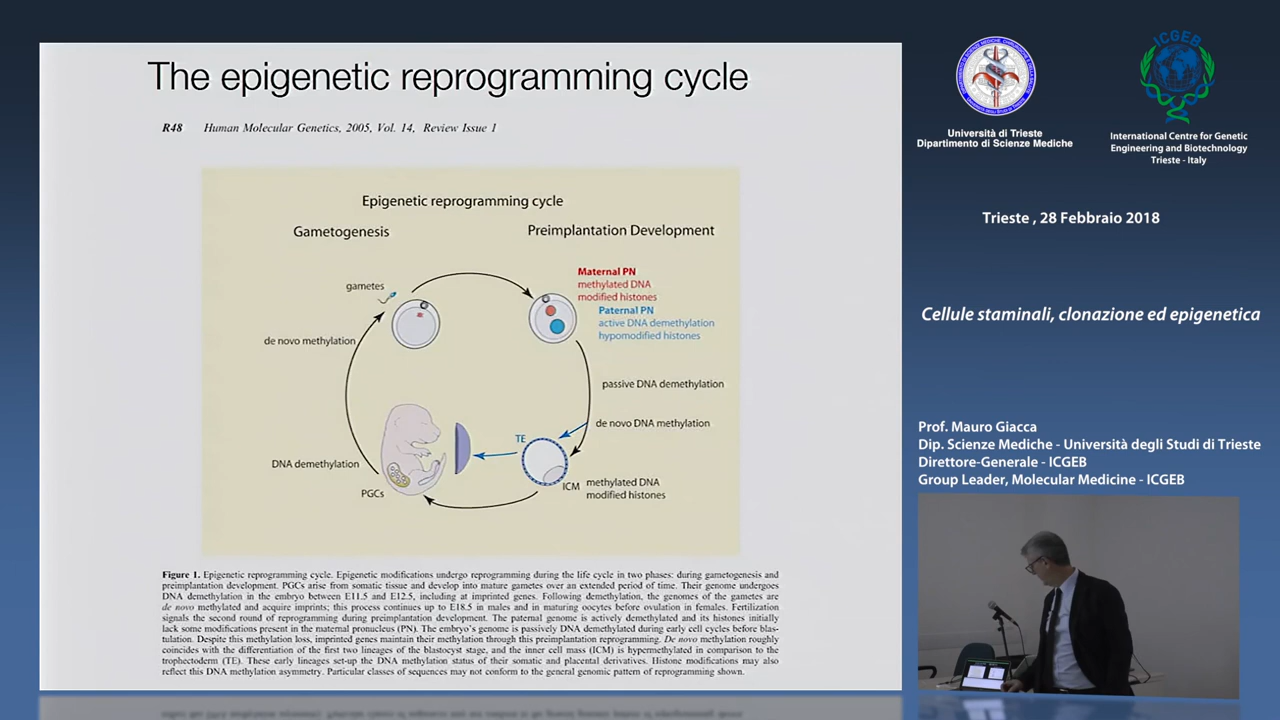 The epigenetic reprogramming cycle
R48 Human Molecular Genetics, 2005, Vol. 14, Review Issue 1
Epigenetic reprogramming cycle
Gametogenesis
Preimplantation Development
gametes
Maternal PN
methylated DNA
modified histones
Paternal PN
active DNA demethylation
hypomodified histones
de novo methylation
passive DNA demethylation
de novo DNA methylation
TE
DNA demethylation
PGCs
ICM
methylated DNA
modified histones
Figure 1. Epigenetic reprogramming cycle. Epigenetic modifications undergo reprogramming during the life cycle in two phases: during gametogenesis and
preimplantation development. PGCs arise from somatic tissue and develop into mature gametes over an extended period of time. Their genome undergoes
DNA demethylation in the embryo between E11.5 and E12.5, including at imprinted genes. Following demethylation, the genomes of the gametes are
de novo methylated and acquire imprints; this process continues up to E18.5 in males and in maturing oocytes before ovulation in females. Fertilization
signals the second round of reprogramming during preimplantation development. The paternal genome is actively demethylated and its histones initially
lack some modifications present in the maternal pronucleus (PN). The embryo's genome is passively DNA demethylated during early cell cycles before blas-
tulation. Despite this methylation loss, imprinted genes maintain their methylation through this preimplantation reprogramming. De novo methylation roughly
coincides with the differentiation of the first two lineages of the blastocyst stage, and the inner cell mass (ICM) is hypermethylated in comparison to the
trophectoderm (TE). These early lineages set-up the DNA methylation status of their somatic and placental derivatives. Histone modifications may also
reflect this DNA methylation asymmetry. Particular classes of sequences may not conform to the general genomic pattern of reprogramming shown.
ICGEB
Università di Trieste
Dipartimento di Scienze Mediche
International Centre for Genetic
Engineering and Biotechnology
Trieste - Italy
Trieste , 28 Febbraio 2018
Cellule staminali, clonazione ed epigenetica
Prof. Mauro Giacca
Dip. Scienze Mediche - Università degli Studi di Trieste
Direttore-Generale - ICGEB
Group Leader, Molecular Medicine - ICGEB